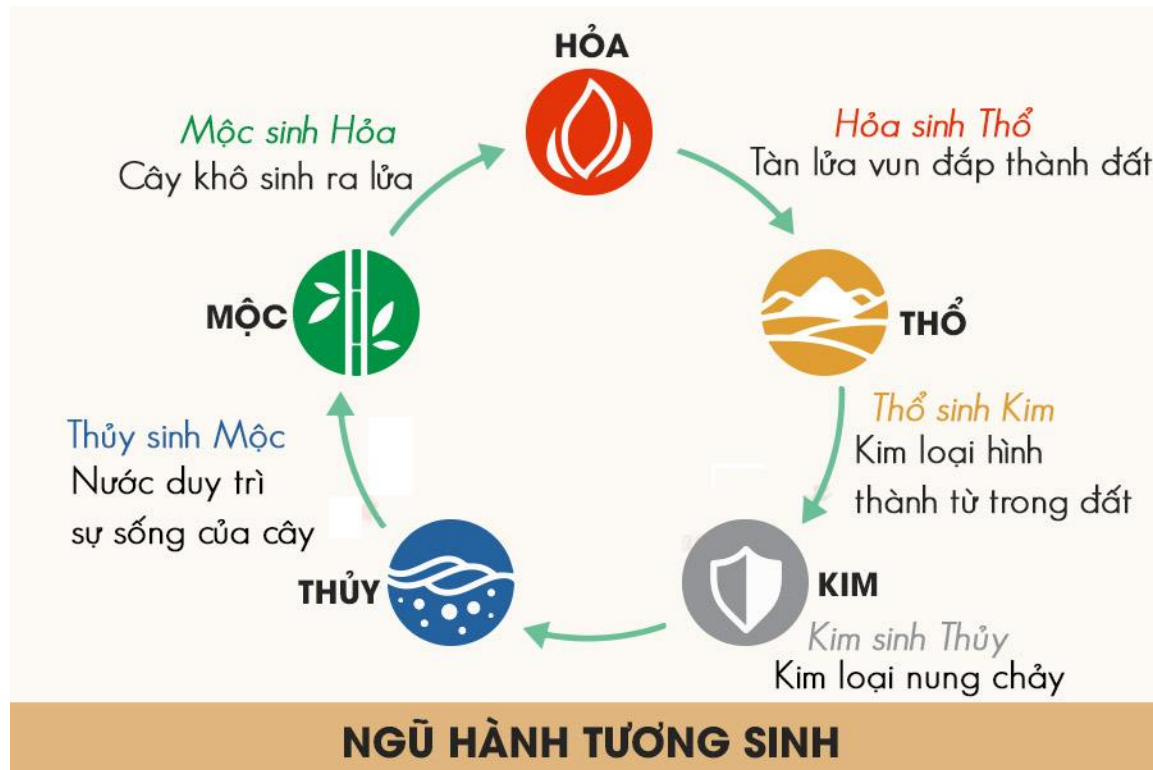 HỎA
Mộc sinh Hỏa
Cây khô sinh ra lửa
Hỏa sinh Thổ
Tàn lửa vun đắp thành đất
MỘC
THỔ
Thủy sinh Mộc
Nước duy trì
sự sống của cây
Thổ sinh Kim
Kim loại hình
thành từ trong đất
THỦY
KIM
Kim sinh Thủy
Kim loại nung chảy
NGŨ HÀNH TƯƠNG SINH